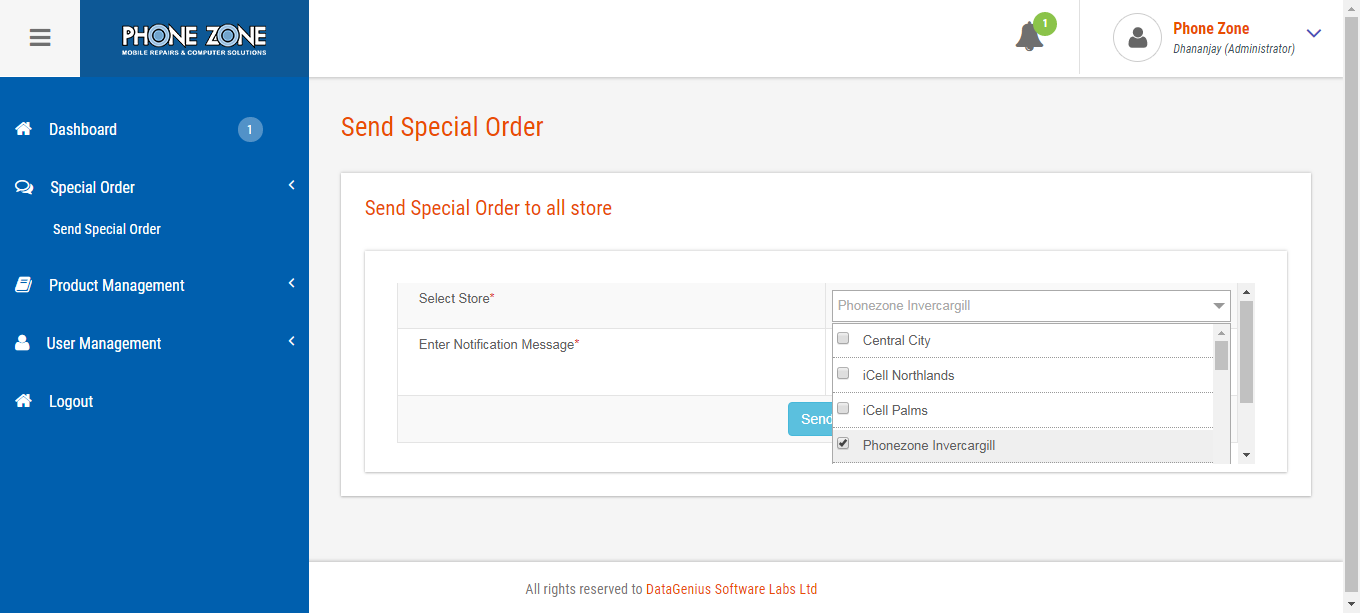 PHONE ZONE
MOBILE REPAIRS & COMPUTER SOLUTIONS
1
Phone Zone
Dhananjay (Administrator)
Dashboard
1
Special Order
Send Special Order
Product Management
User Management
Logout
Send Special Order
Send Special Order to all store
Select Store*
Phonezone Invercargill
Central City
iCell Northlands
iCell Palms
Phonezone Invercargill
Enter Notification Message*
Send
All rights reserved to DataGenius Software Labs Ltd